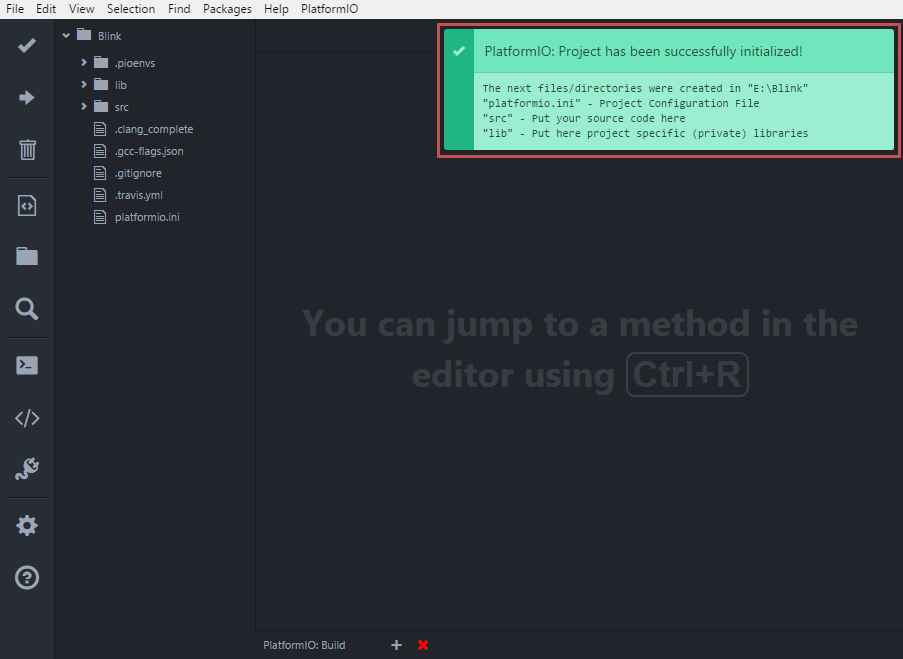 File Edit View Selection Find Packages Help PlatformIO
Blink
.pioenvs
lib
src
.clang_complete
.gcc-flags.json
.gitignore
.travis.yml
platformio.ini
PlatformIO: Project has been successfully initialized!
The next files/directories were created in "E:\Blink"
"platformio.ini" - Project Configuration File
"src" - Put your source code here
"lib" - Put here project specific (private) libraries
You can jump to a method in the
editor using Ctrl+R
PlatformIO: Build